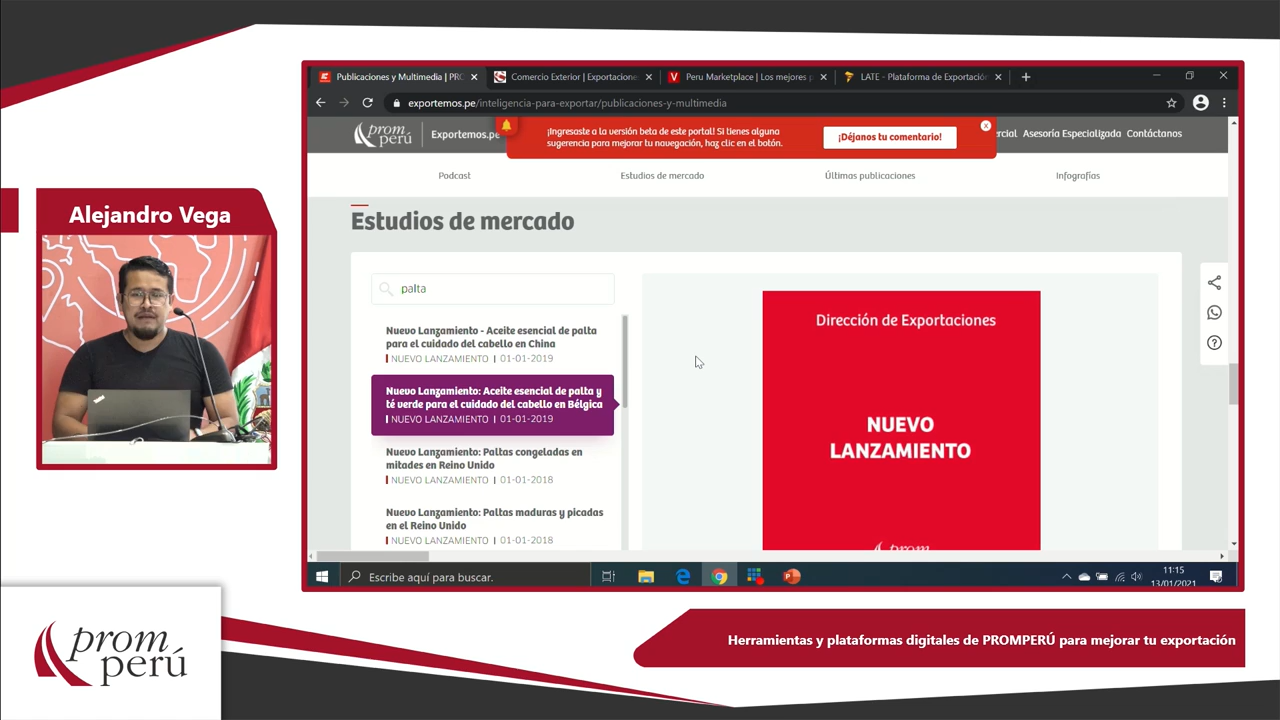 Alejandro Vega
Publicaciones y Multimedia | PRO
Comercio Exterior | Exportacione
Peru Marketplace | Los mejores p
LATE - Plataforma de Exportación
exportemos.pe/inteligencia-para-exportar/publicaciones-y-multimedia
prom perú
Exportemos.pe
¡Ingresaste a la versión beta de este portal! Si tienes alguna
sugerencia para mejorar tu navegación, haz clic en el botón.
¡Déjanos tu comentario!
rcial
Asesoría Especializada
Contáctanos
Podcast
Estudios de mercado
Últimas publicaciones
Infografías
Estudios de mercado
palta
Nuevo Lanzamiento - Aceite esencial de palta
para el cuidado del cabello en China
NUEVO LANZAMIENTO | 01-01-2019
Nuevo Lanzamiento: Aceite esencial de palta y
té verde para el cuidado del cabello en Bélgica
NUEVO LANZAMIENTO | 01-01-2019
Nuevo Lanzamiento: Paltas congeladas en
mitades en Reino Unido
NUEVO LANZAMIENTO | 01-01-2018
Nuevo Lanzamiento: Paltas maduras y picadas
en el Reino Unido
NUEVO LANZAMIENTO | 01-01-2018
Dirección de Exportaciones
NUEVO
LANZAMIENTO
prom
Escribe aquí para buscar.
11:15
13/01/2021
prom
perú
Herramientas y plataformas digitales de PROMPERÚ para mejorar tu exportación